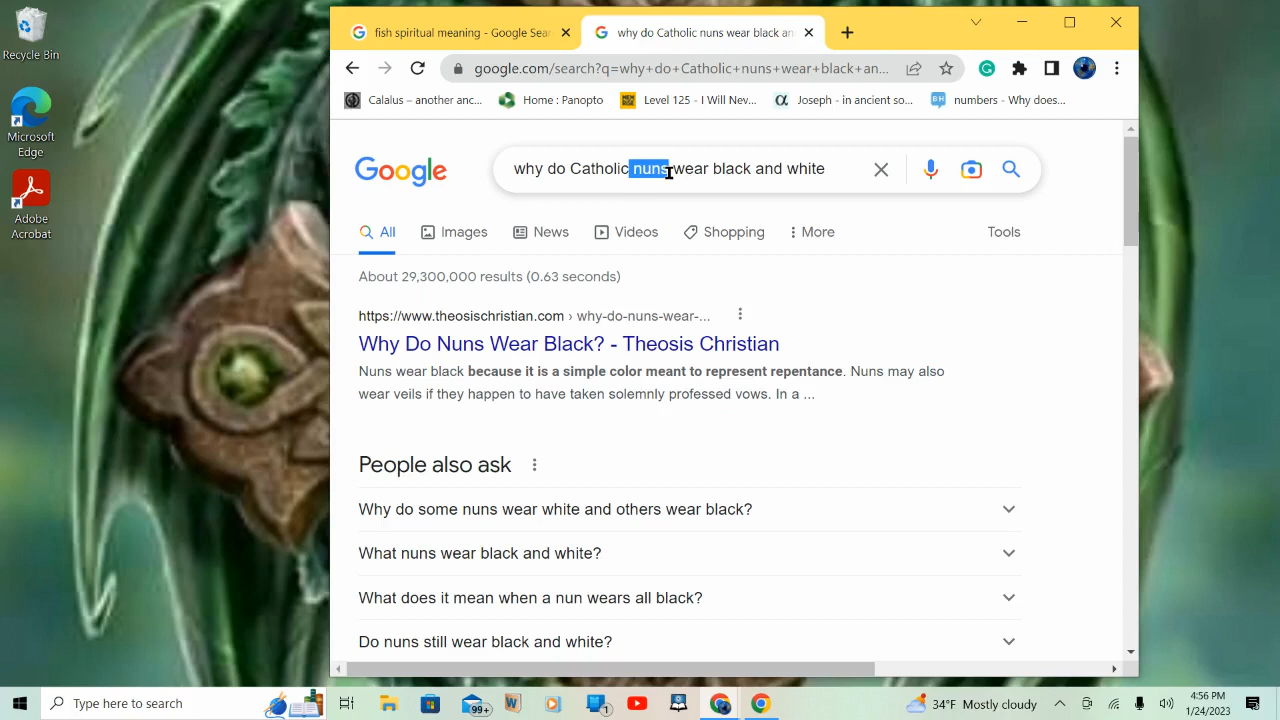 Recycle Bin
Microsoft
Edge
Adobe
Acrobat
fish spiritual meaning - Google Sear
why do Catholic nuns wear black an
google.com/search?q=why+do+Catholic+nuns+wear+black+an...
Calalus – another anc...
Home : Panopto
Level 125 - I Will Nev...
Joseph - in ancient so...
BH
numbers - Why does...
Google
why do Catholic nuns wear black and white
All
Images
News
Videos
Shopping
More
Tools
About 29,300,000 results (0.63 seconds)
https://www.theosischristian.com › why-do-nuns-wear-...
Why Do Nuns Wear Black? - Theosis Christian
Nuns wear black because it is a simple color meant to represent repentance. Nuns may also
wear veils if they happen to have taken solemnly professed vows. In a ...
People also ask
Why do some nuns wear white and others wear black?
What nuns wear black and white?
What does it mean when a nun wears all black?
Do nuns still wear black and white?
Type here to search
99+
W
1
34°F Mostly cloudy
4:56 PM
1/24/2023